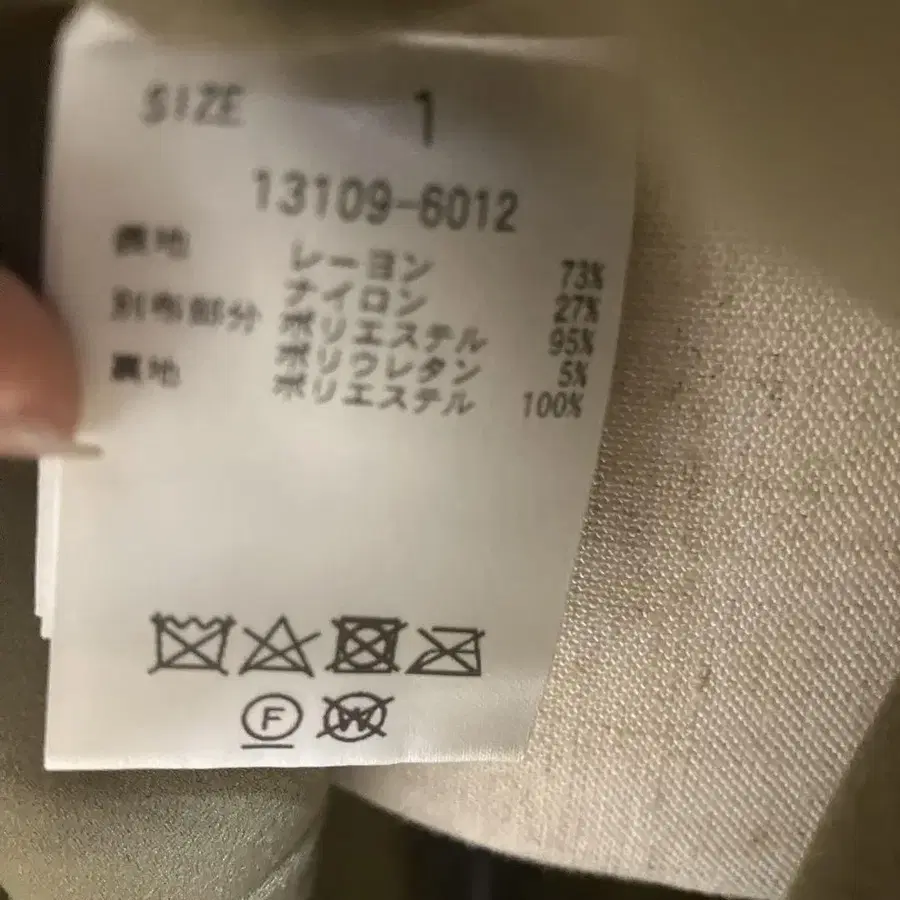 SIZE 1
13109-6012
表地 レーヨン 73%
ナイロン 27%
別布部分 ポリエステル 95%
ポリウレタン 5%
裏地 ポリエステル 100%
F W